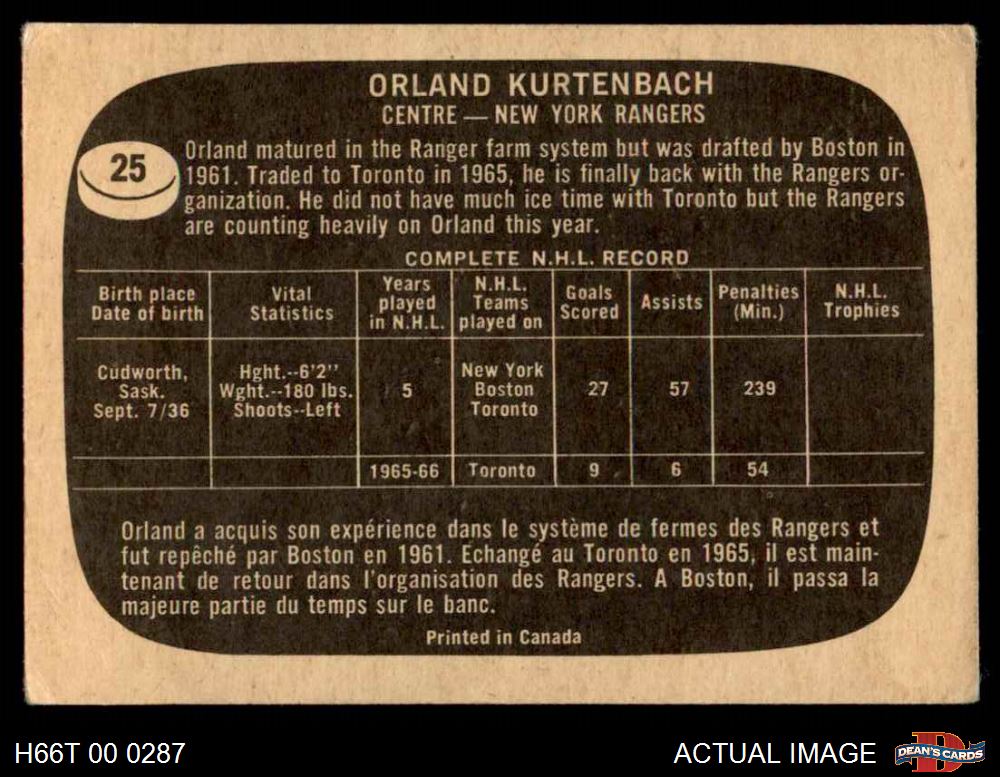 ORLAND KURTENBACH
CENTRE — NEW YORK RANGERS
25
Orland matured in the Ranger farm system but was drafted by Boston in
1961. Traded to Toronto in 1965, he is finally back with the Rangers or-
ganization. He did not have much ice time with Toronto but the Rangers
are counting heavily on Orland this year.
COMPLETE N.H.L. RECORD
Birth place
Date of birth
Vital
Statistics
Years
played
in N.H.L.
N.H.L.
Teams
played on
Goals
Scored
Assists
Penalties
(Min.)
N.H.L.
Trophies
Cudworth,
Sask.
Sept. 7/36
Hght.--6'2''
Wght.--180 lbs.
Shoots--Left
5
New York
Boston
Toronto
27
57
239
1965-66
Toronto
9
6
54
Orland a acquis son expérience dans le système de fermes des Rangers et
fut repêché par Boston en 1961. Echangé au Toronto en 1965, il est main-
tenant de retour dans l'organisation des Rangers. A Boston, il passa la
majeure partie du temps sur le banc.
Printed in Canada
H66T 00 0287
ACTUAL IMAGE
DEAN'S CARDS